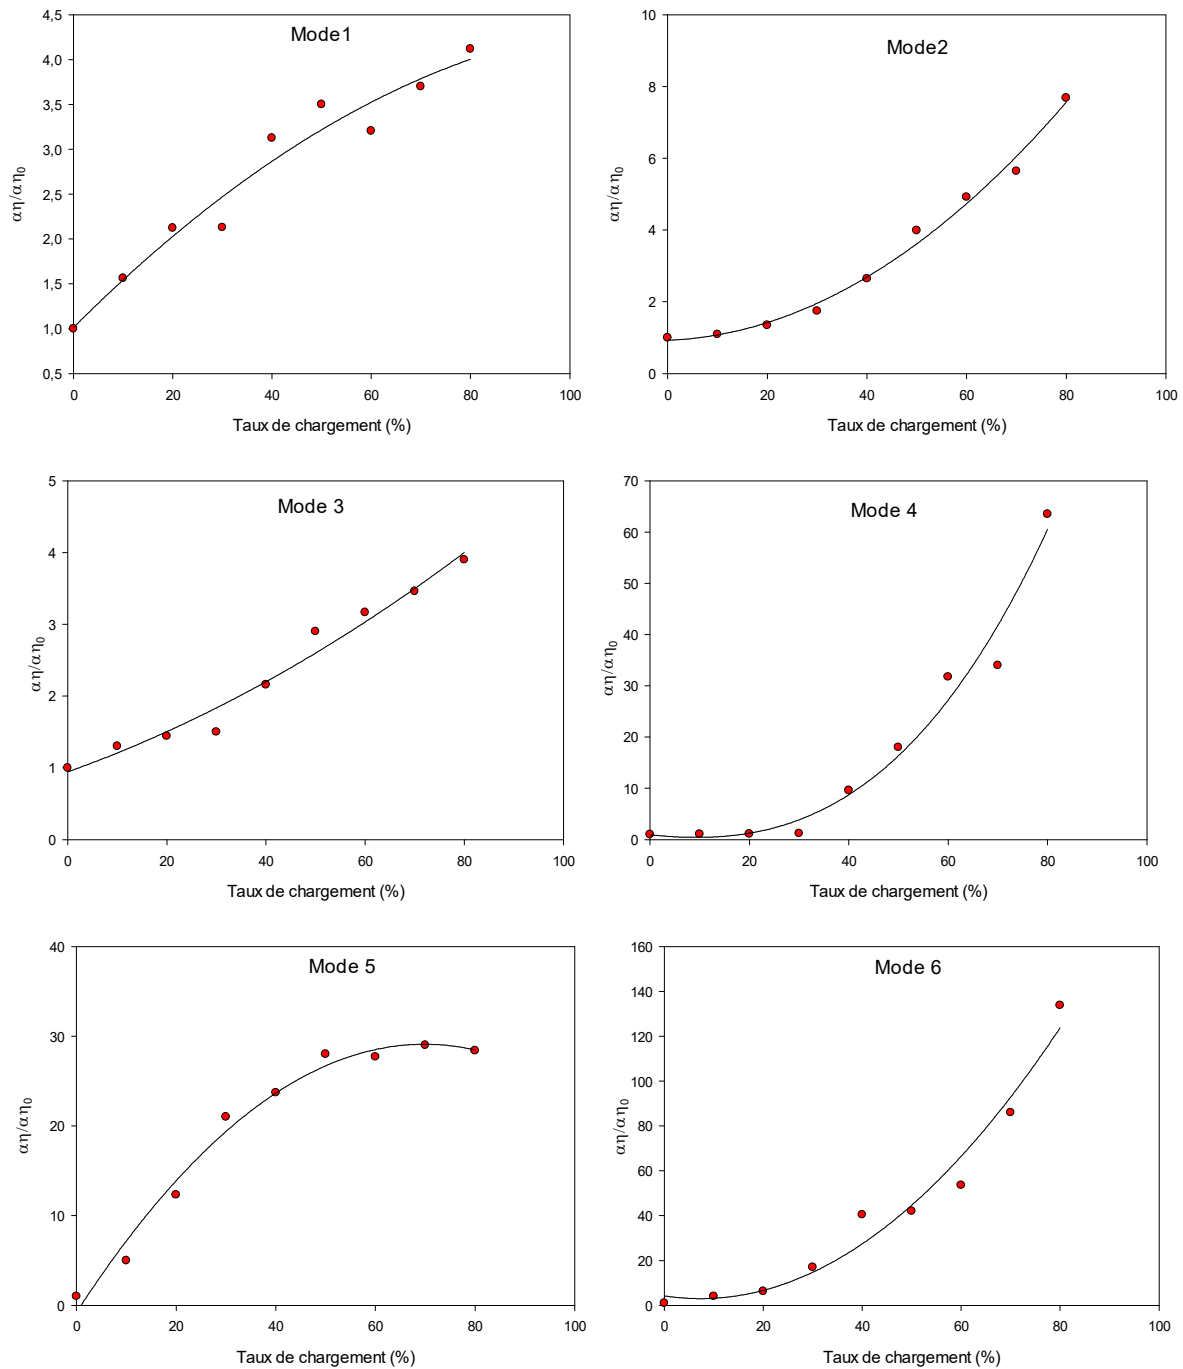 Mode1
4,5
4,0
3,5
3,0
2,5
2,0
1,5
1,0
0,5
αη/αη0
0 20 40 60 80 100
Taux de chargement (%)
Mode2
10
8
6
4
2
0
αη/αη0
0 20 40 60 80 100
Taux de chargement (%)
Mode 3
5
4
3
2
1
0
αη/αη0
0 20 40 60 80 100
Taux de chargement (%)
Mode 4
70
60
50
40
30
20
10
0
αη/αη0
0 20 40 60 80 100
Taux de chargement (%)
Mode 5
40
30
20
10
0
αη/αη0
0 20 40 60 80 100
Taux de chargement (%)
Mode 6
160
140
120
100
80
60
40
20
0
αη/αη0
0 20 40 60 80 100
Taux de chargement (%)